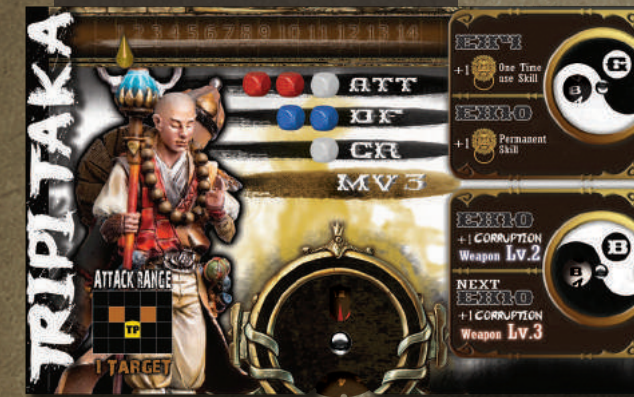 TRIPITAKA
1 2 3 4 5 6 7 8 9 10 11 12 13 14
ATT
DF
CR
MV 3
ATTACK RANGE
TP
1 TARGET
+1 One Time
use Skill
G
+1 Permanent
Skill
+1 CORRUPTION
Weapon Lv.2
B
NEXT
+1 CORRUPTION
Weapon Lv.3